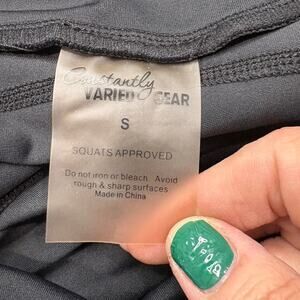 Constantly
VARIED GEAR
S
SQUATS APPROVED
Do not iron or bleach. Avoid
rough & sharp surfaces
Made in China